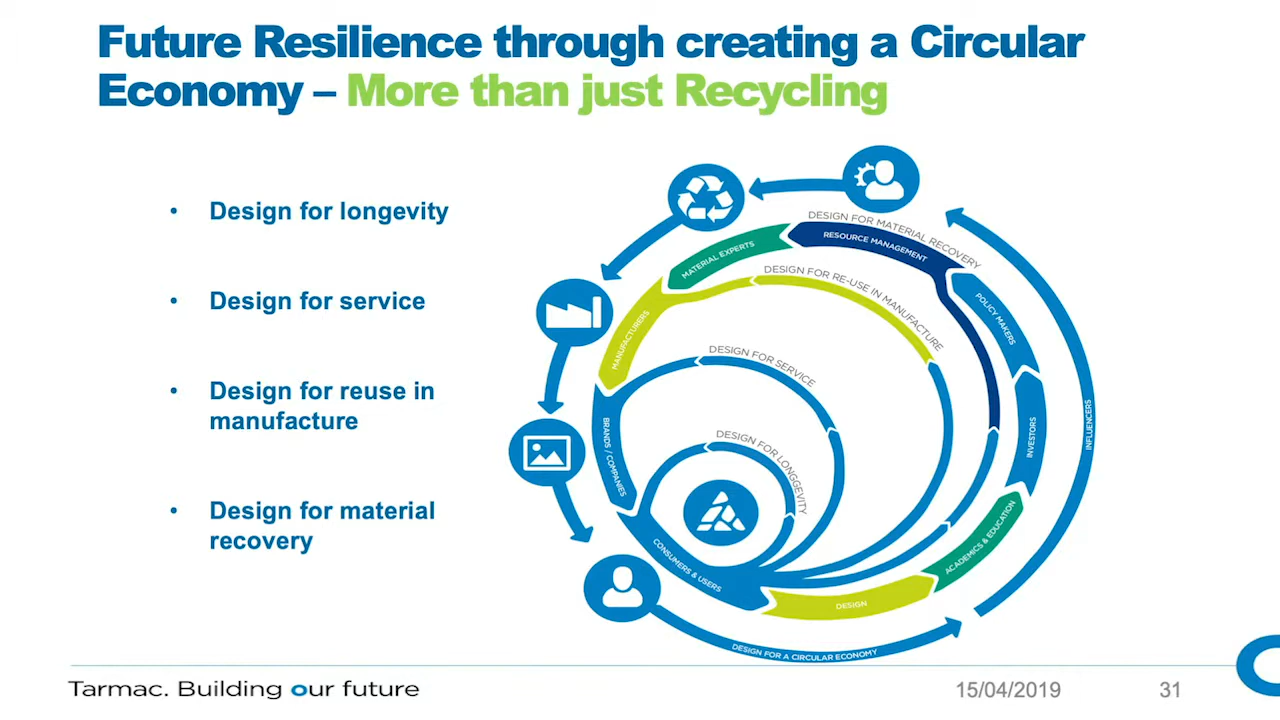 Future Resilience through creating a Circular
Economy – More than just Recycling
• Design for longevity
• Design for service
• Design for reuse in
manufacture
• Design for material
recovery
DESIGN FOR MATERIAL RECOVERY
RESOURCE MANAGEMENT
MATERIAL EXPERTS
DESIGN FOR RE-USE IN MANUFACTURE
POLICY MAKERS
MANUFACTURERS
DESIGN FOR SERVICE
INFLUENCERS
INVESTORS
BRANDS / COMPANIES
DESIGN FOR LONGGEVITY
ACADEMICS & EDUCATION
CONSUMERS & USERS
DESIGN
DESIGN FOR A CIRCULAR ECONOMY
Tarmac. Building our future
15/04/2019
31